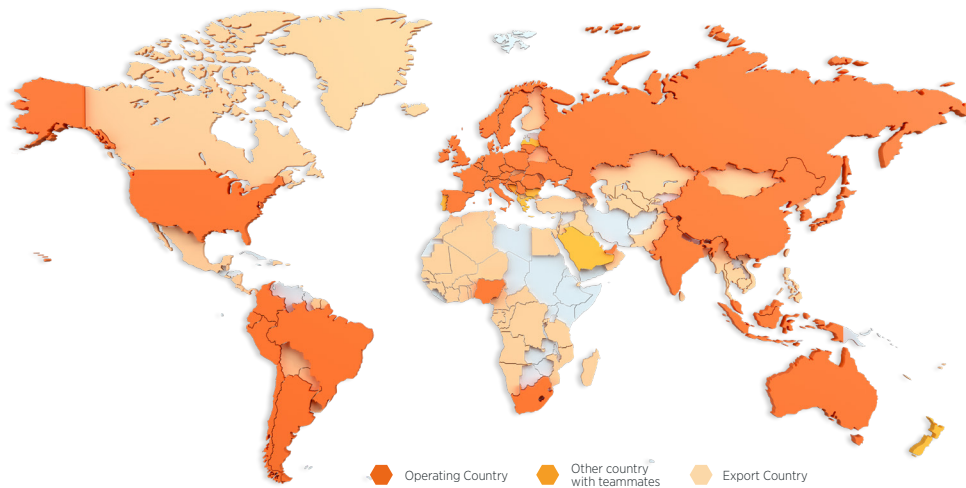 Operating Country
Other country
with teammates
Export Country